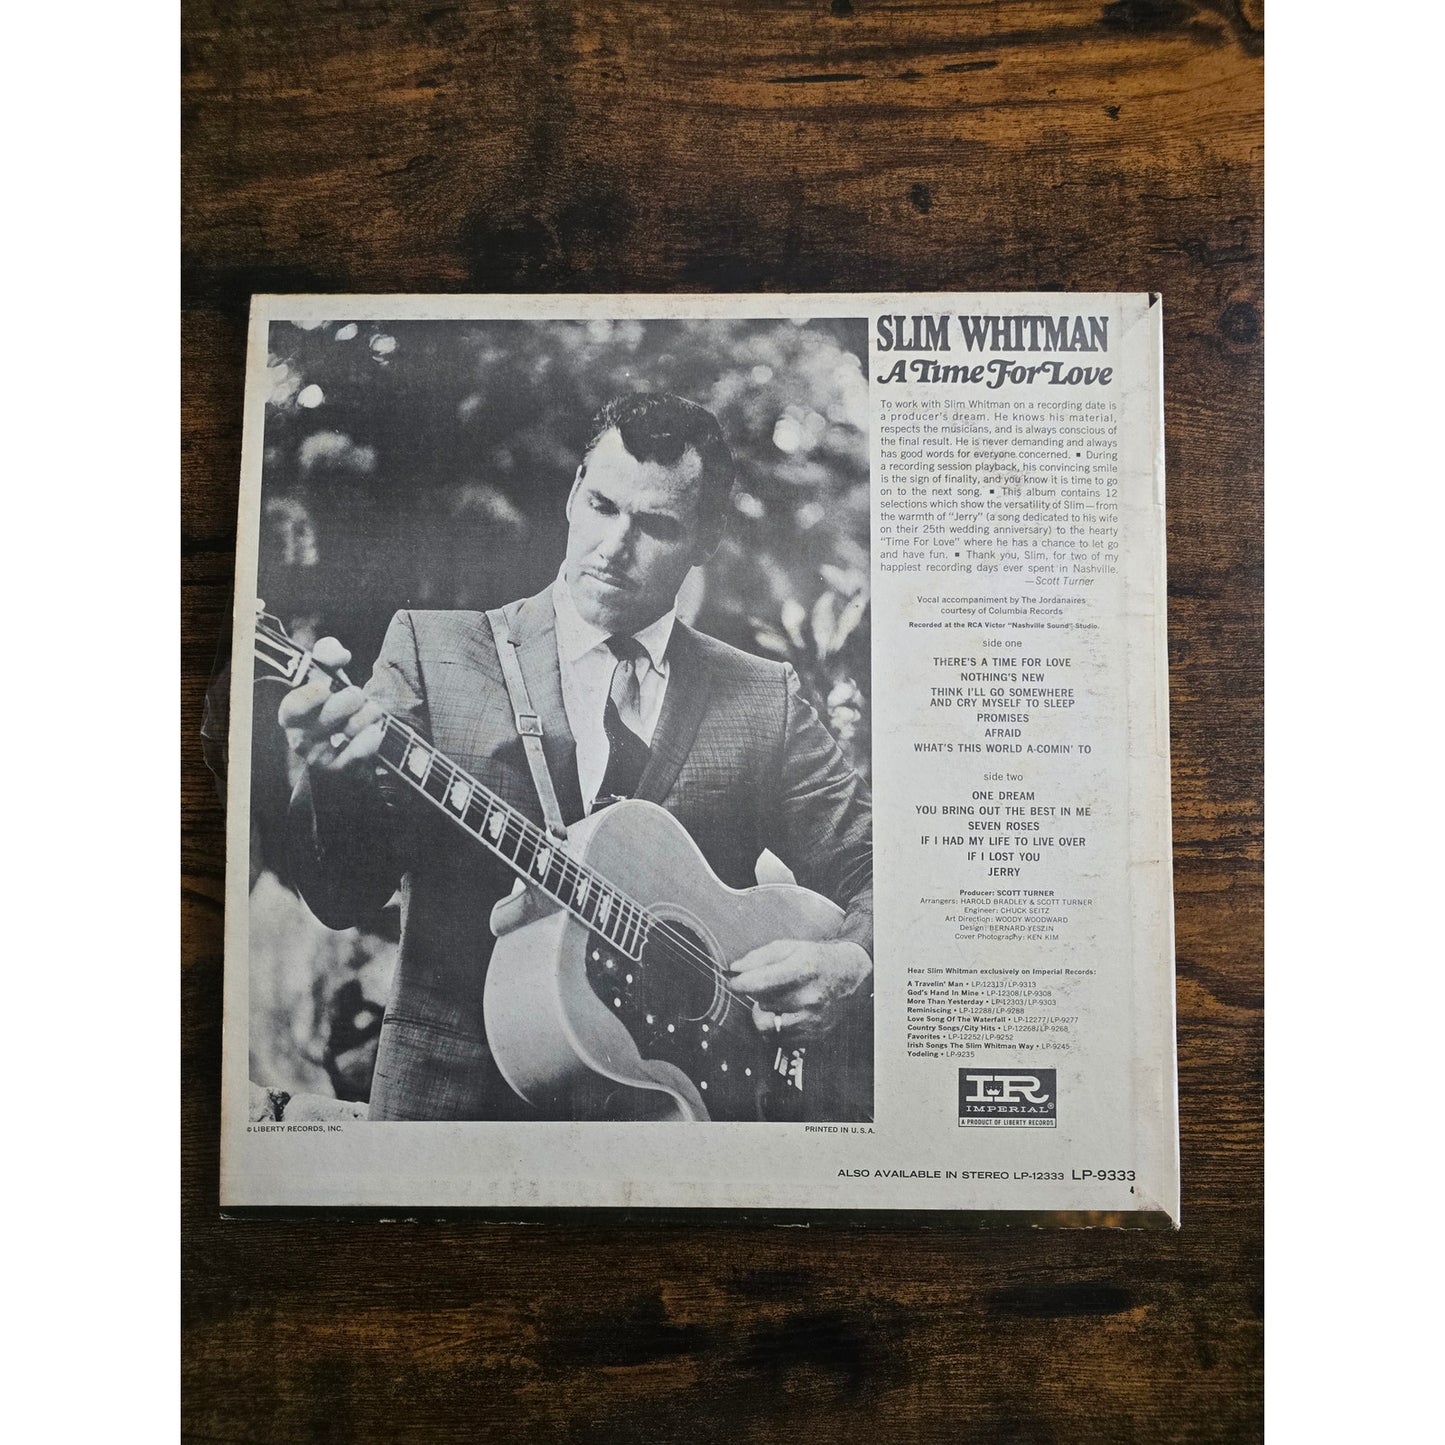 SLIM WHITMAN
A Time For Love
To work with Slim Whitman on a recording date is
a producer's dream. He knows his material,
respects the musicians, and is always conscious of
the final result. He is never demanding and always
has good words for everyone concerned. ▪ During
a recording session playback, his convincing smile
is the sign of finality, and you know it is time to go
on to the next song. ▪ This album contains 12
selections which show the versatility of Slim—from
the warmth of "Jerry" (a song dedicated to his wife
on their 25th wedding anniversary) to the hearty
"Time For Love" where he has a chance to let go
and have fun. ▪ Thank you, Slim, for two of my
happiest recording days ever spent in Nashville.
—Scott Turner
Vocal accompaniment by The Jordanaires
courtesy of Columbia Records
Recorded at the RCA Victor "Nashville Sound" Studio.
side one
THERE'S A TIME FOR LOVE
NOTHING'S NEW
THINK I'LL GO SOMEWHERE
AND CRY MYSELF TO SLEEP
PROMISES
AFRAID
WHAT'S THIS WORLD A-COMIN' TO
side two
ONE DREAM
YOU BRING OUT THE BEST IN ME
SEVEN ROSES
IF I HAD MY LIFE TO LIVE OVER
IF I LOST YOU
JERRY
Producer: SCOTT TURNER
Arrangers: HAROLD BRADLEY & SCOTT TURNER
Engineer: CHUCK SEITZ
Art Direction: WOODY WOODWARD
Design: BERNARD YESZIN
Cover Photography: KEN KIM
Hear Slim Whitman exclusively on Imperial Records:
A Travelin' Man • LP-12313/LP-9313
God's Hand In Mine • LP-12308/LP-9308
More Than Yesterday • LP-12303/LP-9303
Reminiscing • LP-12288/LP-9288
Love Song Of The Waterfall • LP-12277/LP-9277
Country Songs/City Hits • LP-12268/LP-9268
Favorites • LP-12252/LP-9252
Irish Songs The Slim Whitman Way • LP-9245
Yodeling • LP-9235
IR
IMPERIAL®
A PRODUCT OF LIBERTY RECORDS
© LIBERTY RECORDS, INC.
PRINTED IN U.S.A.
ALSO AVAILABLE IN STEREO LP-12333 LP-9333
4